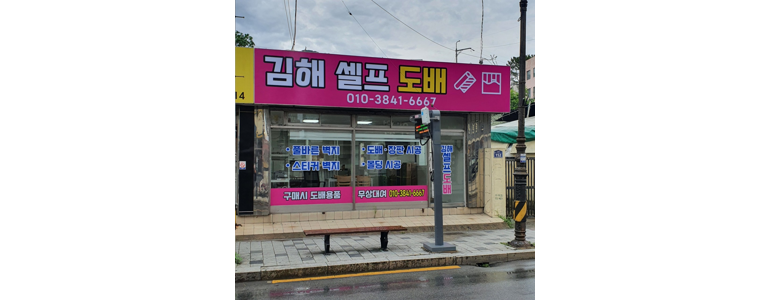 김해 셀프 도배
010-3841-6667
14
· 풀바른 벽지
· 스티커 벽지
· 도배·장판 시공
· 몰딩 시공
김해 셀프 도배
구매시 도배용품 무상대여 010-3841-6667